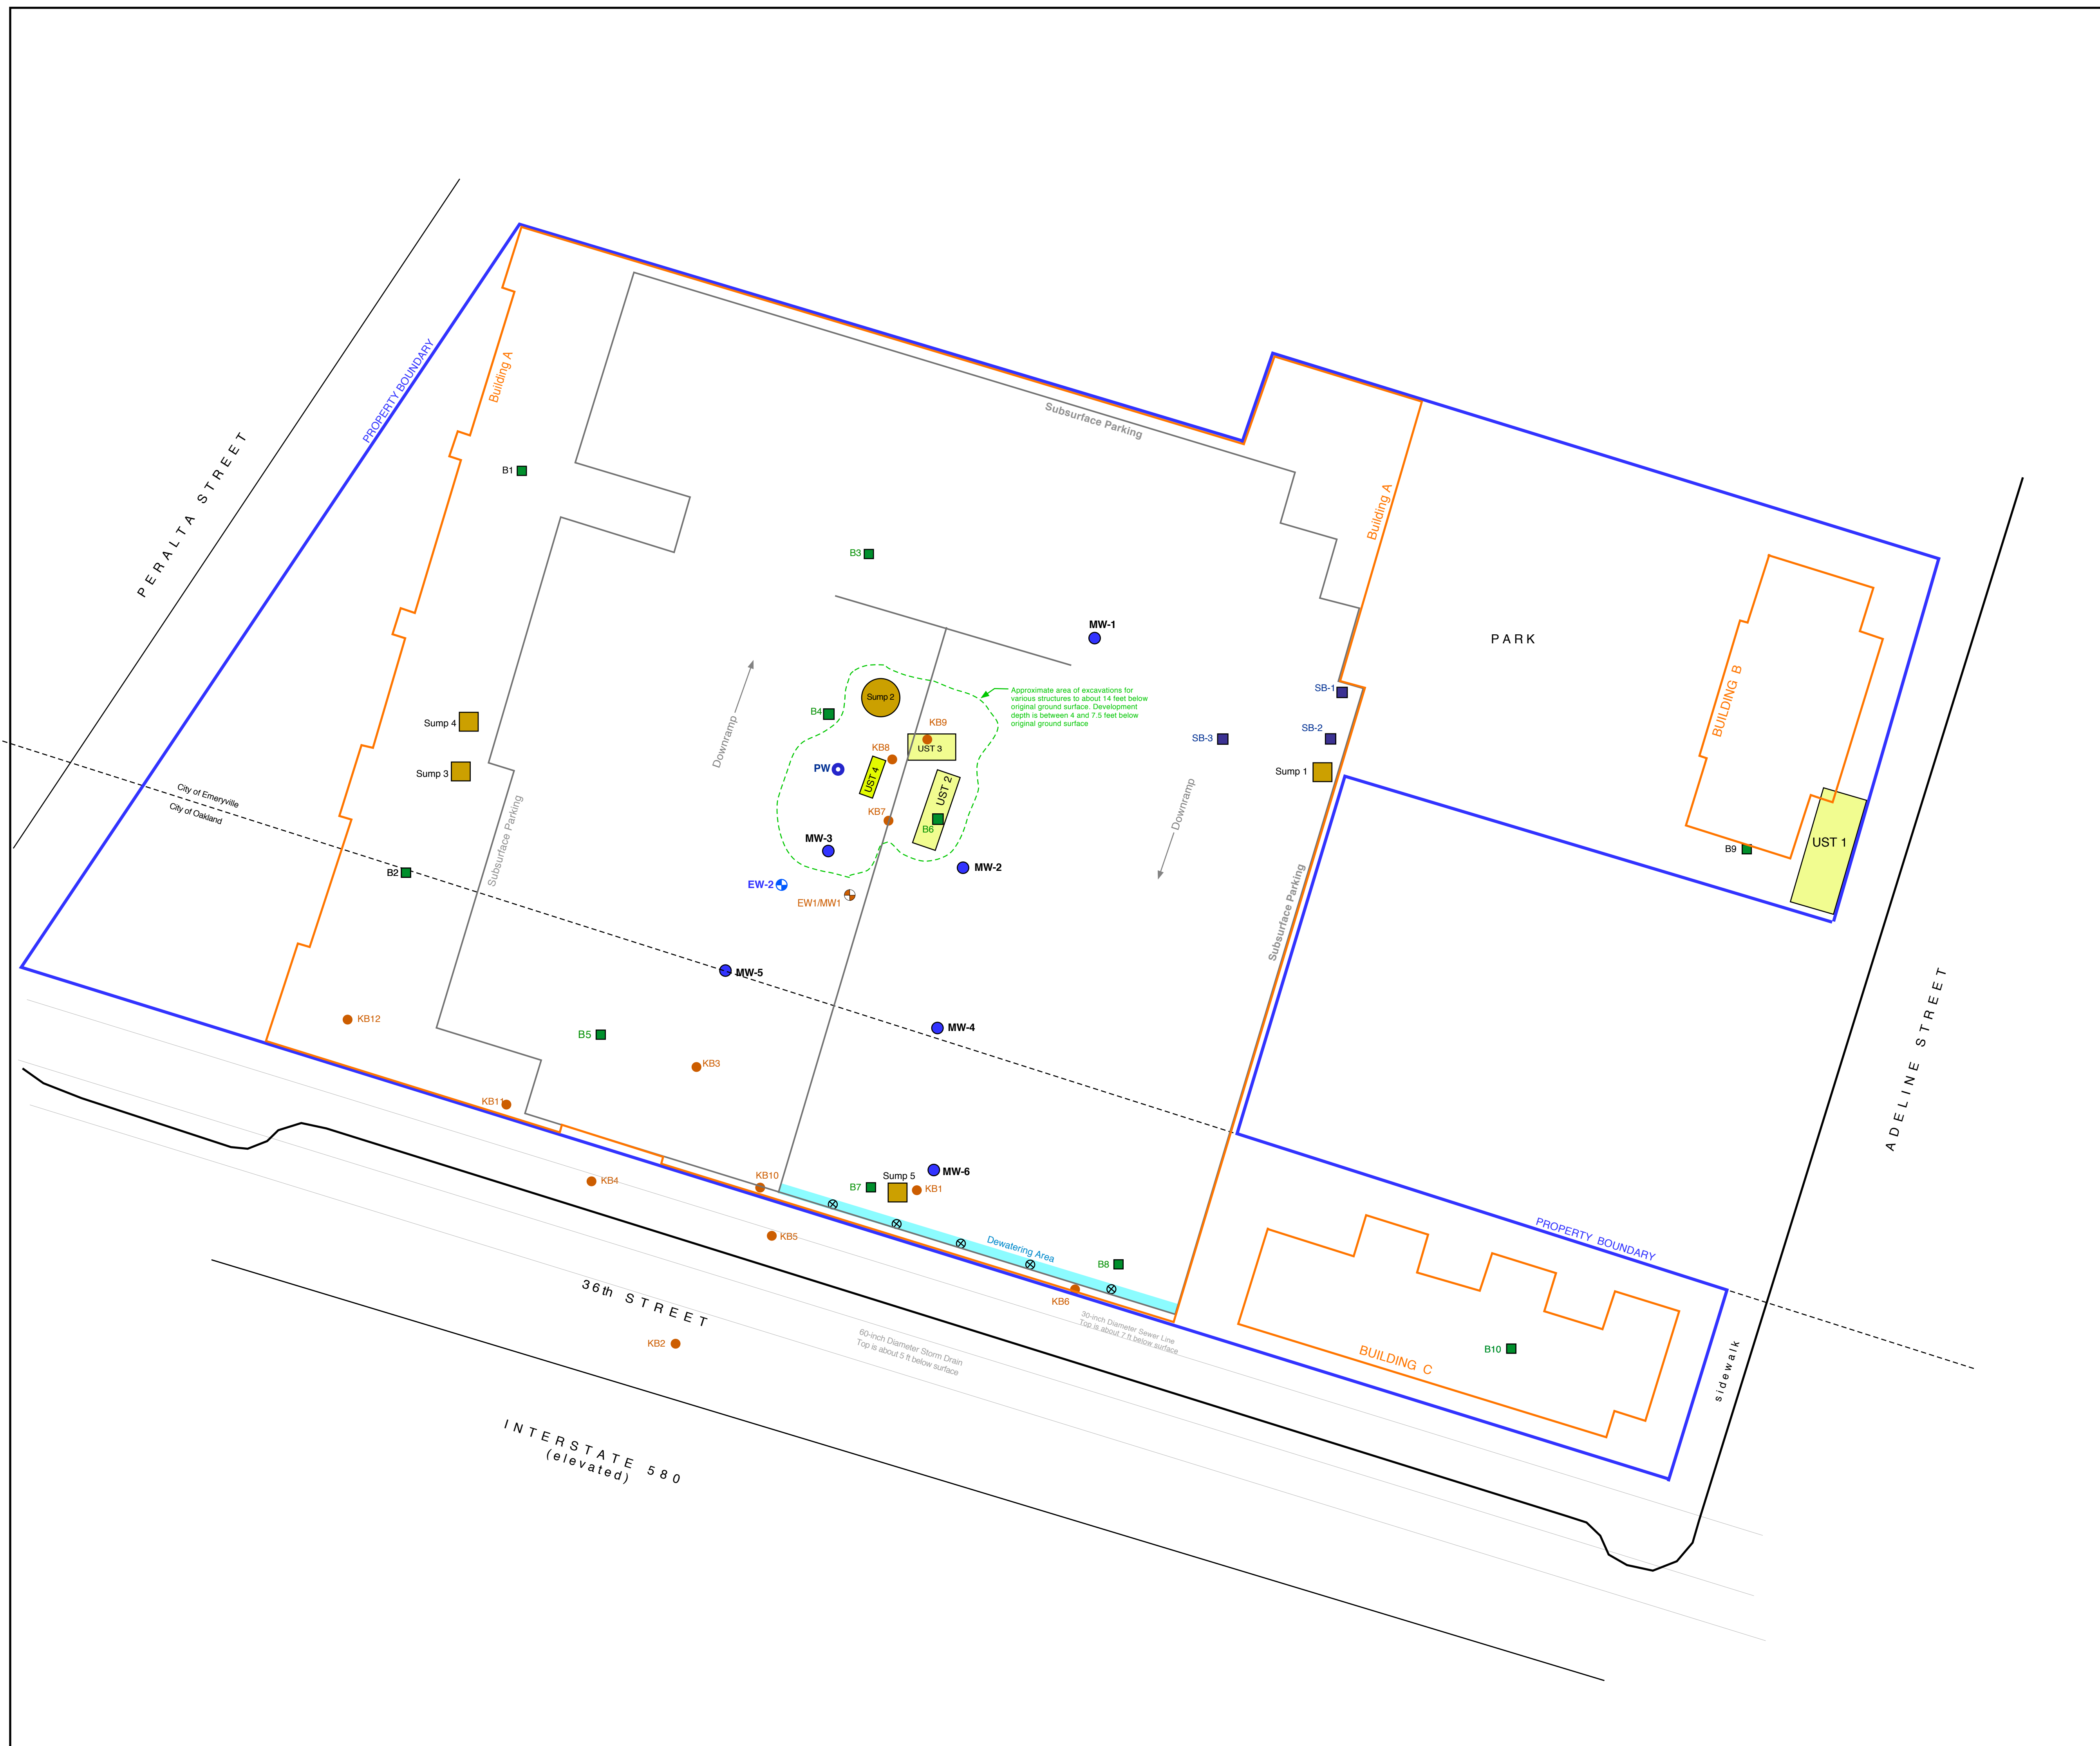 PERALTA STREET
PROPERTY BOUNDARY
Building A
Subsurface Parking
Building A
B1
B3
MW-1
PARK
BUILDING B
SB-1
SB-2
SB-3
Sump 1
Approximate area of excavations for
various structures to about 14 feet below
original ground surface. Development
depth is between 4 and 7.5 feet below
original ground surface
Sump 2
B4
KB9
UST 3
KB8
PW
UST 4
UST 2
KB7
B6
MW-3
MW-2
EW-2
EW1/MW1
Downramp
Downramp
Sump 4
Sump 3
City of Emeryville
City of Oakland
Subsurface Parking
Subsurface Parking
B2
B9
UST 1
ADELINE STREET
MW-5
MW-4
KB12
B5
KB3
KB11
KB10
KB4
KB5
B7
Sump 5
MW-6
KB1
Dewatering Area
B8
KB6
30-inch Diameter Sewer Line
Top is about 7 ft below surface
60-inch Diameter Storm Drain
Top is about 5 ft below surface
36th STREET
KB2
INTERSTATE 580
(elevated)
PROPERTY BOUNDARY
BUILDING C
B10
sidewalk